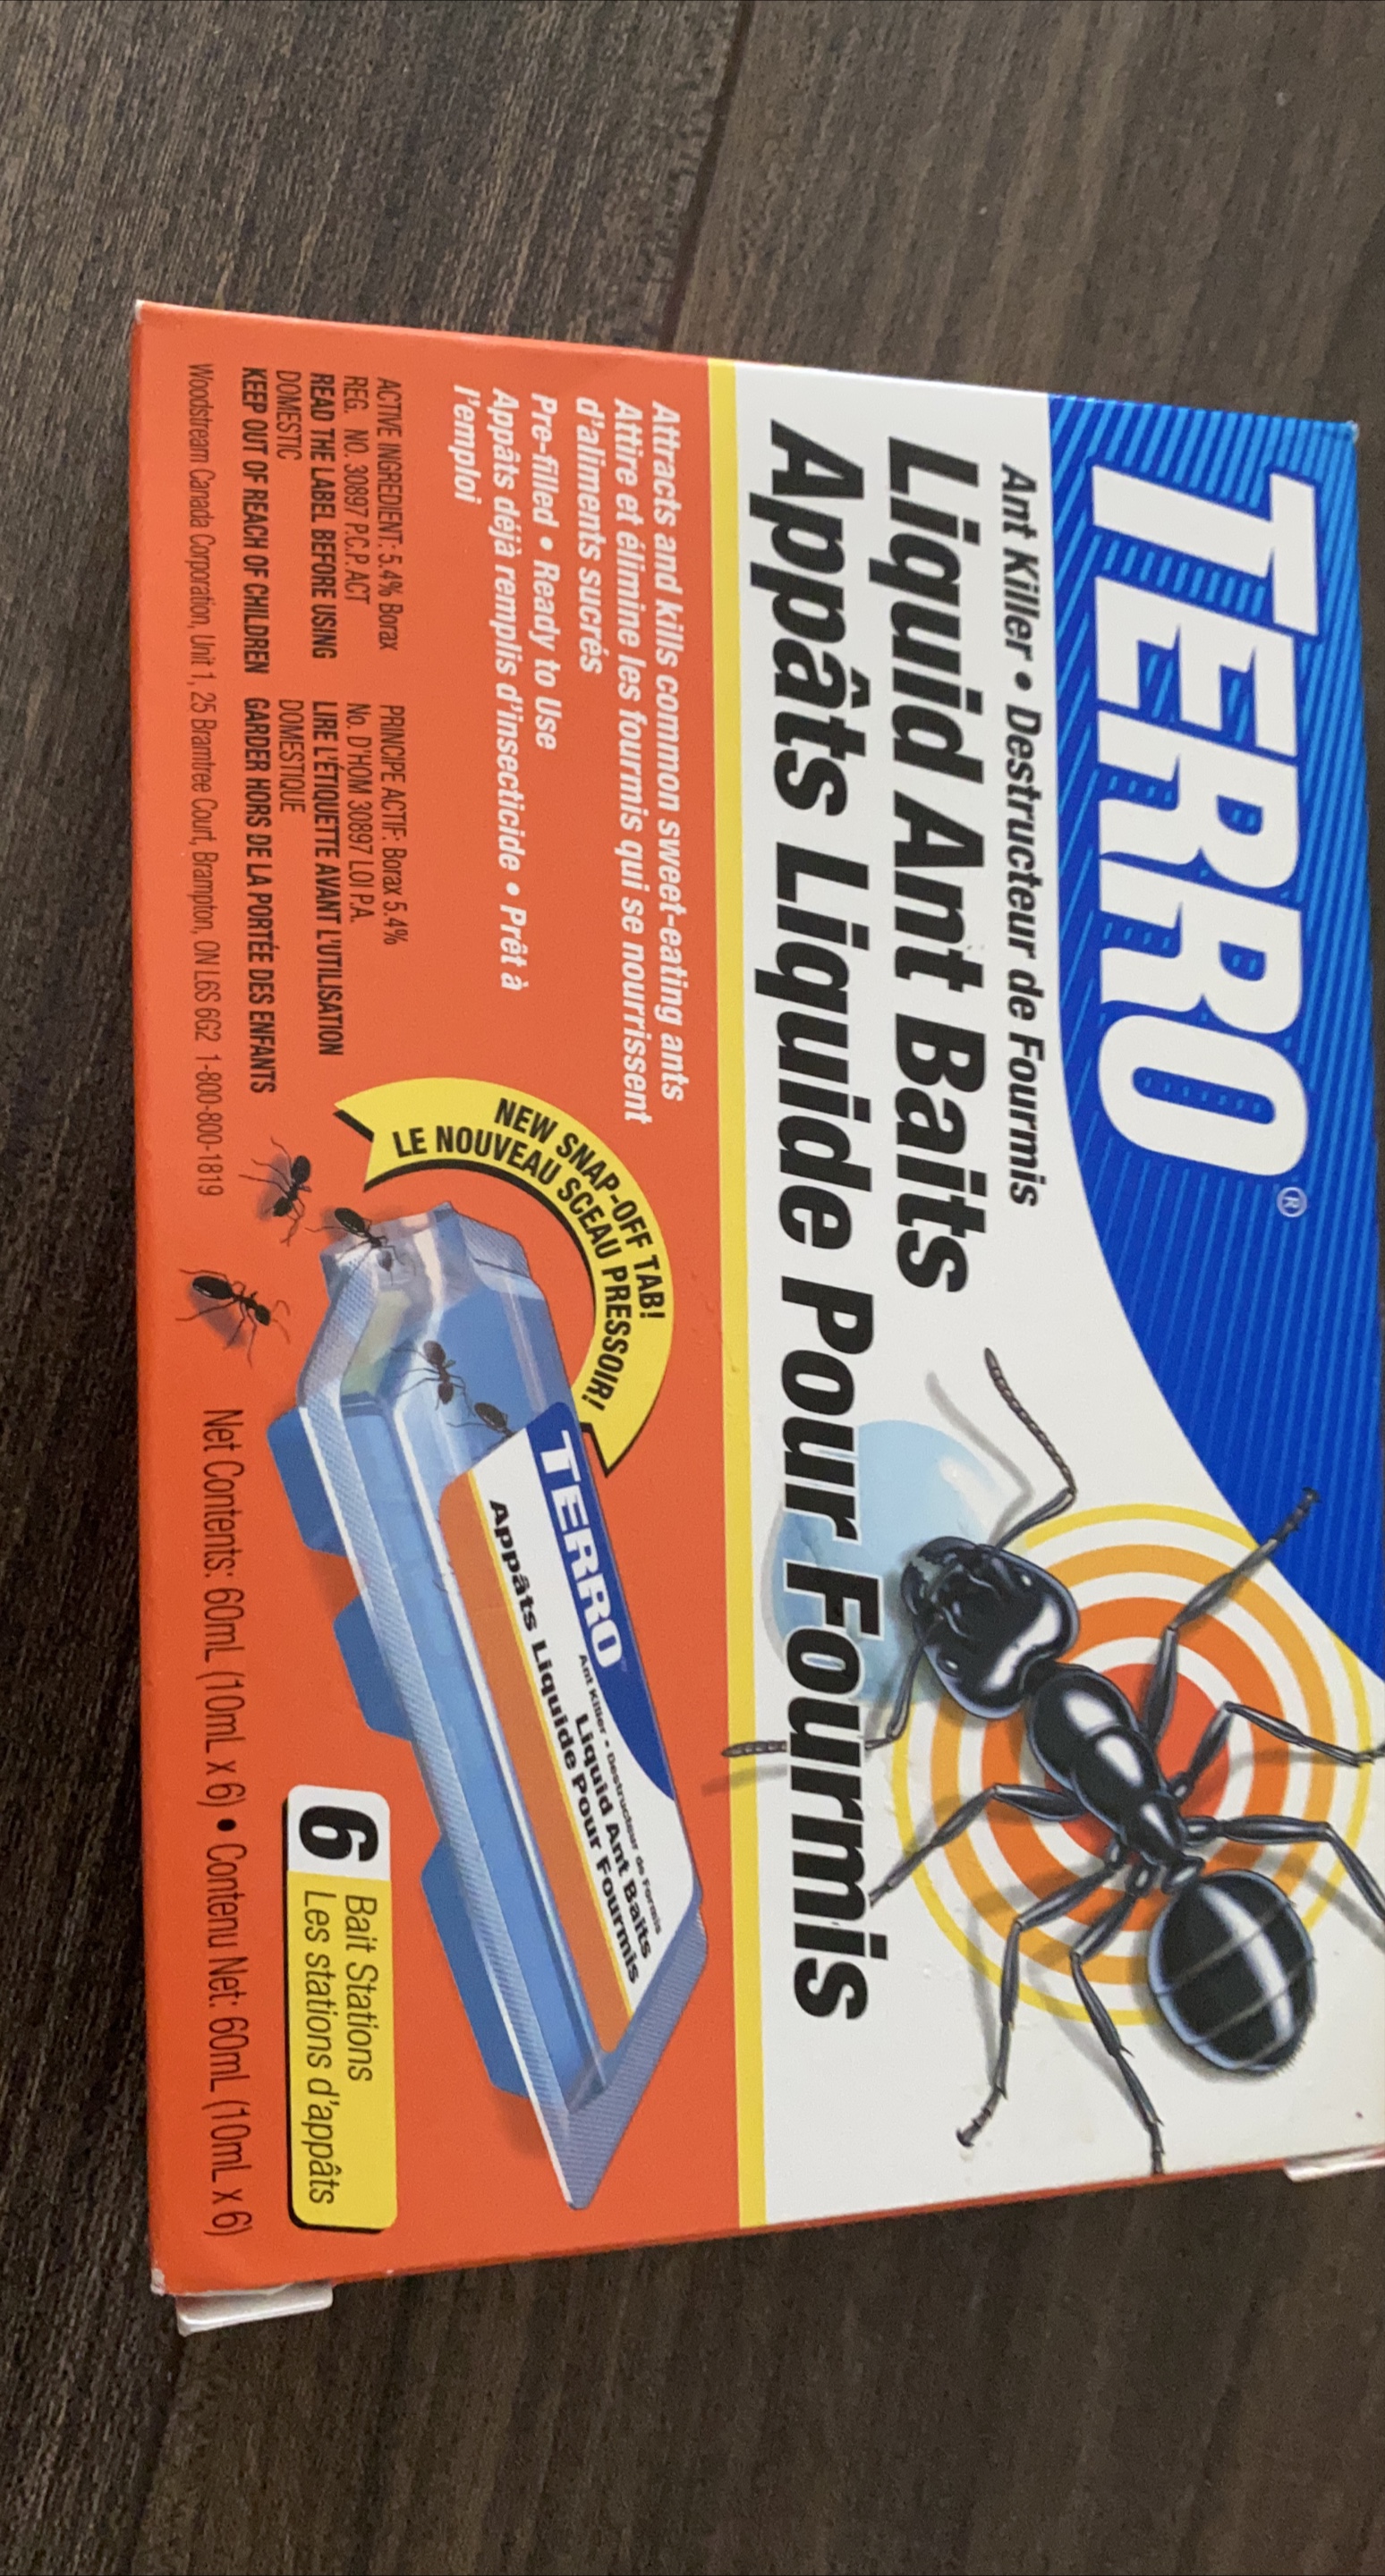 TERRO®
Ant Killer • Destructeur de Fourmis
Liquid Ant Baits
Appâts Liquide Pour Fourmis
Attracts and kills common sweet-eating ants
Attire et élimine les fourmis qui se nourrissent
d'aliments sucrés
Pre-filled • Ready to Use
Appâts déjà remplis d'insecticide • Prêt à
l'emploi
ACTIVE INGREDIENT: 5.4% Borax
REG. NO. 30897 P.C.P. ACT
READ THE LABEL BEFORE USING
DOMESTIC
KEEP OUT OF REACH OF CHILDREN
PRINCIPE ACTIF: Borax 5.4%
No. D'HOM 30897 LOI P.A.
LIRE L'ÉTIQUETTE AVANT L'UTILISATION
DOMESTIQUE
GARDER HORS DE LA PORTÉE DES ENFANTS
Woodstream Canada Corporation, Unit 1, 25 Bramtree Court, Brampton, ON L6S 6G2 1-800-800-1819
NEW SNAP-OFF TAB!
LE NOUVEAU SCEAU PRESSOIR!
TERRO
Ant Killer • Destructeur de Formis
Liquid Ant Baits
Appâts Liquide Pour Fourmis
6 Bait Stations
Les stations d'appâts
Net Contents: 60mL (10mL x 6) • Contenu Net: 60mL (10mL x 6)